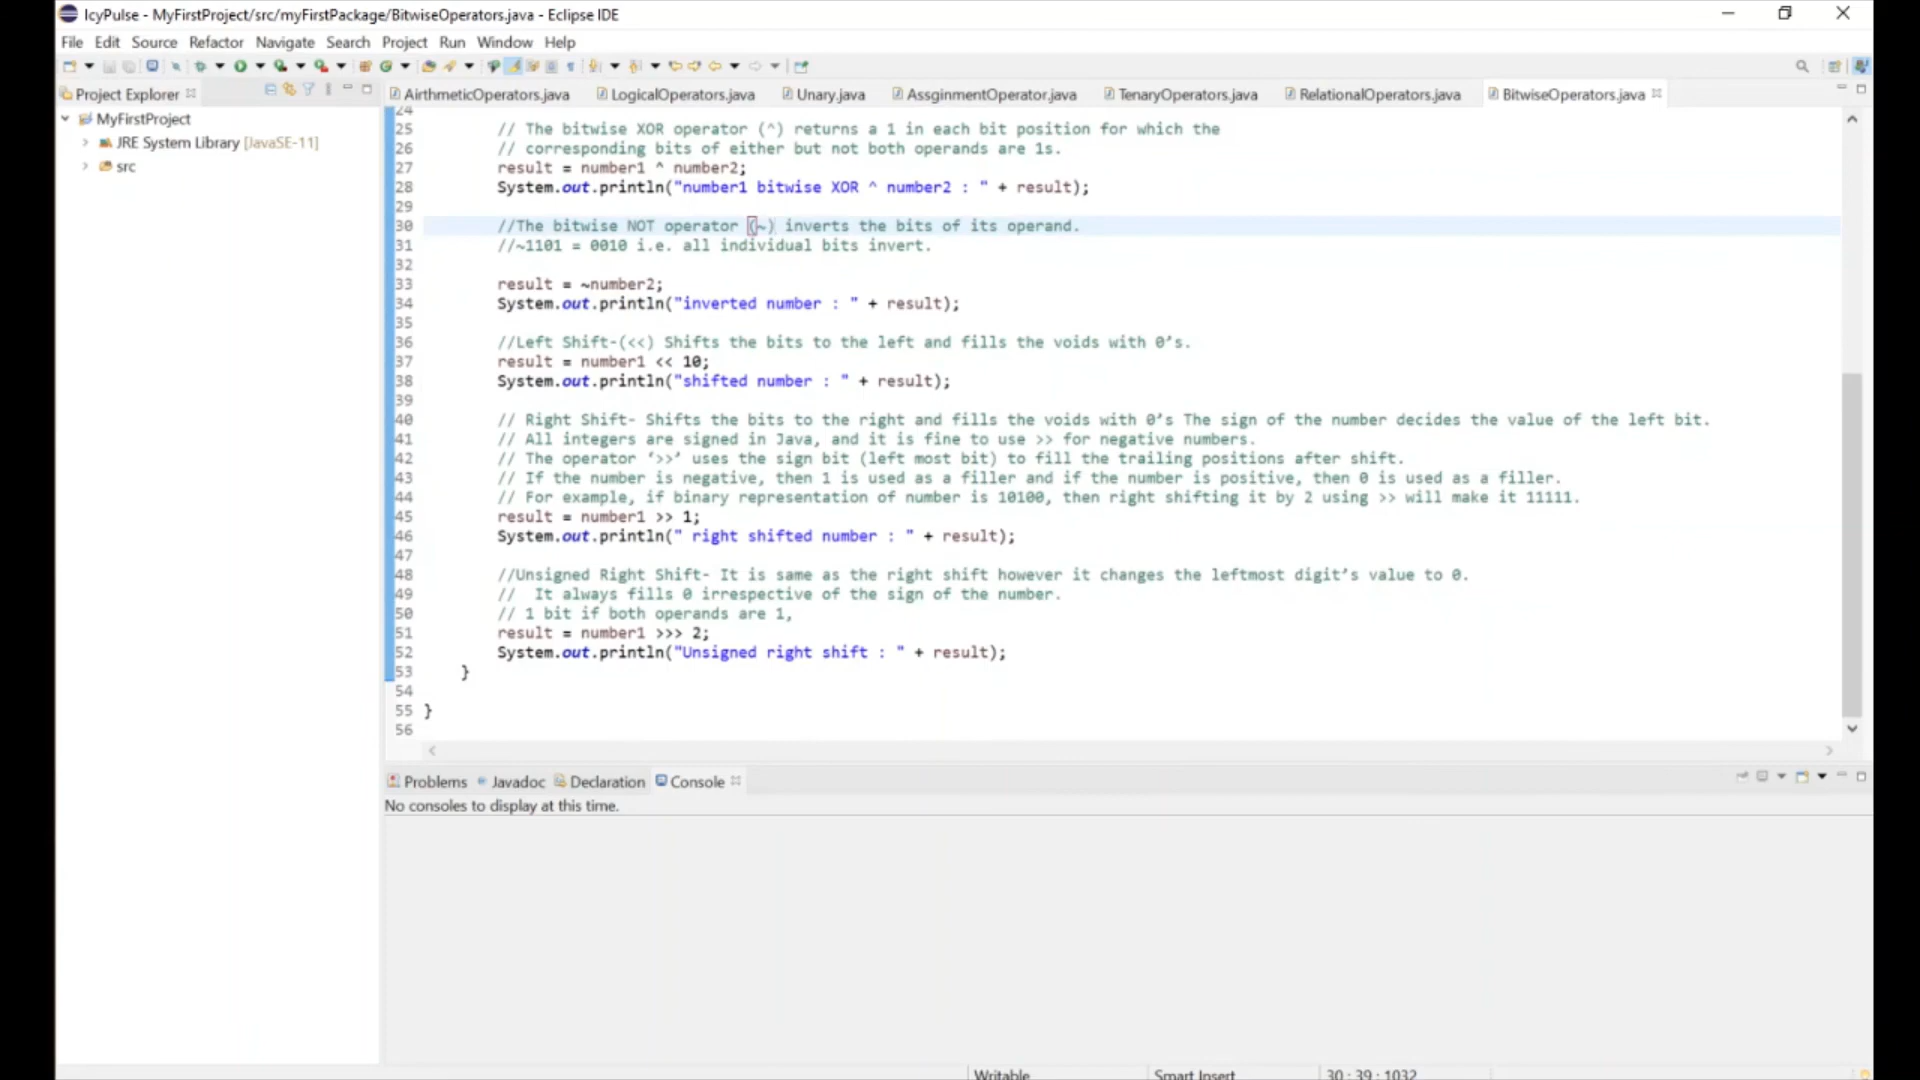 IcyPulse - MyFirstProject/src/myFirstPackage/BitwiseOperators.java - Eclipse IDE
File Edit Source Refactor Navigate Search Project Run Window Help
Project Explorer
AirthmeticOperators.java LogicalOperators.java Unary.java AssginmentOperator.java TenaryOperators.java RelationalOperators.java BitwiseOperators.java
MyFirstProject
JRE System Library [JavaSE-11]
src
24
25 // The bitwise XOR operator (^) returns a 1 in each bit position for which the
26 // corresponding bits of either but not both operands are 1s.
27 result = number1 ^ number2;
28 System.out.println("number1 bitwise XOR ^ number2 : " + result);
29
30 //The bitwise NOT operator (~) inverts the bits of its operand.
31 //~1101 = 0010 i.e. all individual bits invert.
32
33 result = ~number2;
34 System.out.println("inverted number : " + result);
35
36 //Left Shift-(<<) Shifts the bits to the left and fills the voids with 0's.
37 result = number1 << 10;
38 System.out.println("shifted number : " + result);
39
40 // Right Shift- Shifts the bits to the right and fills the voids with 0’s The sign of the number decides the value of the left bit.
41 // All integers are signed in Java, and it is fine to use >> for negative numbers.
42 // The operator ‘>>’ uses the sign bit (left most bit) to fill the trailing positions after shift.
43 // If the number is negative, then 1 is used as a filler and if the number is positive, then 0 is used as a filler.
44 // For example, if binary representation of number is 10100, then right shifting it by 2 using >> will make it 11111.
45 result = number1 >> 1;
46 System.out.println(" right shifted number : " + result);
47
48 //Unsigned Right Shift- It is same as the right shift however it changes the leftmost digit’s value to 0.
49 // It always fills 0 irrespective of the sign of the number.
50 // 1 bit if both operands are 1,
51 result = number1 >>> 2;
52 System.out.println("Unsigned right shift : " + result);
53 }
54
55 }
56
Problems Javadoc Declaration Console
No consoles to display at this time.
Writable Smart Insert 30 : 39 : 1032